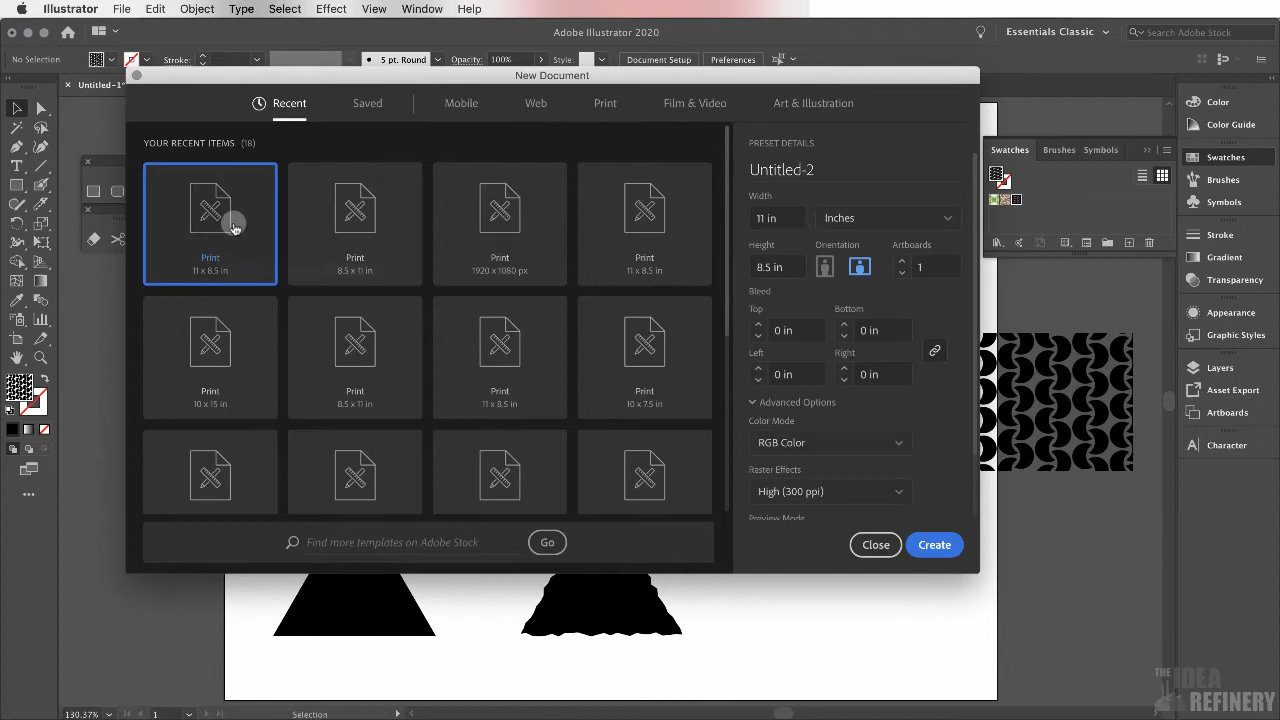 Illustrator File Edit Object Type Select Effect View Window Help
Adobe Illustrator 2020
Essentials Classic
Search Adobe Stock
No Selection
Stroke:
5 pt. Round
Opacity: 100%
Style:
Document Setup
Preferences
Untitled-1*
New Document
Recent Saved Mobile Web Print Film & Video Art & Illustration
YOUR RECENT ITEMS (18)
Print
11 x 8.5 in
Print
8.5 x 11 in
Print
1920 x 1080 px
Print
11 x 8.5 in
Print
10 x 15 in
Print
8.5 x 11 in
Print
11 x 8.5 in
Print
10 x 7.5 in
Find more templates on Adobe Stock
Go
PRESET DETAILS
Untitled-2
Width
11 in
Inches
Height Orientation Artboards
8.5 in
1
Bleed
Top Bottom
0 in 0 in
Left Right
0 in 0 in
Advanced Options
Color Mode
RGB Color
Raster Effects
High (300 ppi)
Preview Mode
Close
Create
Swatches Brushes Symbols
Color
Color Guide
Swatches
Brushes
Symbols
Stroke
Gradient
Transparency
Appearance
Graphic Styles
Layers
Asset Export
Artboards
Character
130.37%
1
Selection
THE IDEA
REFINERY